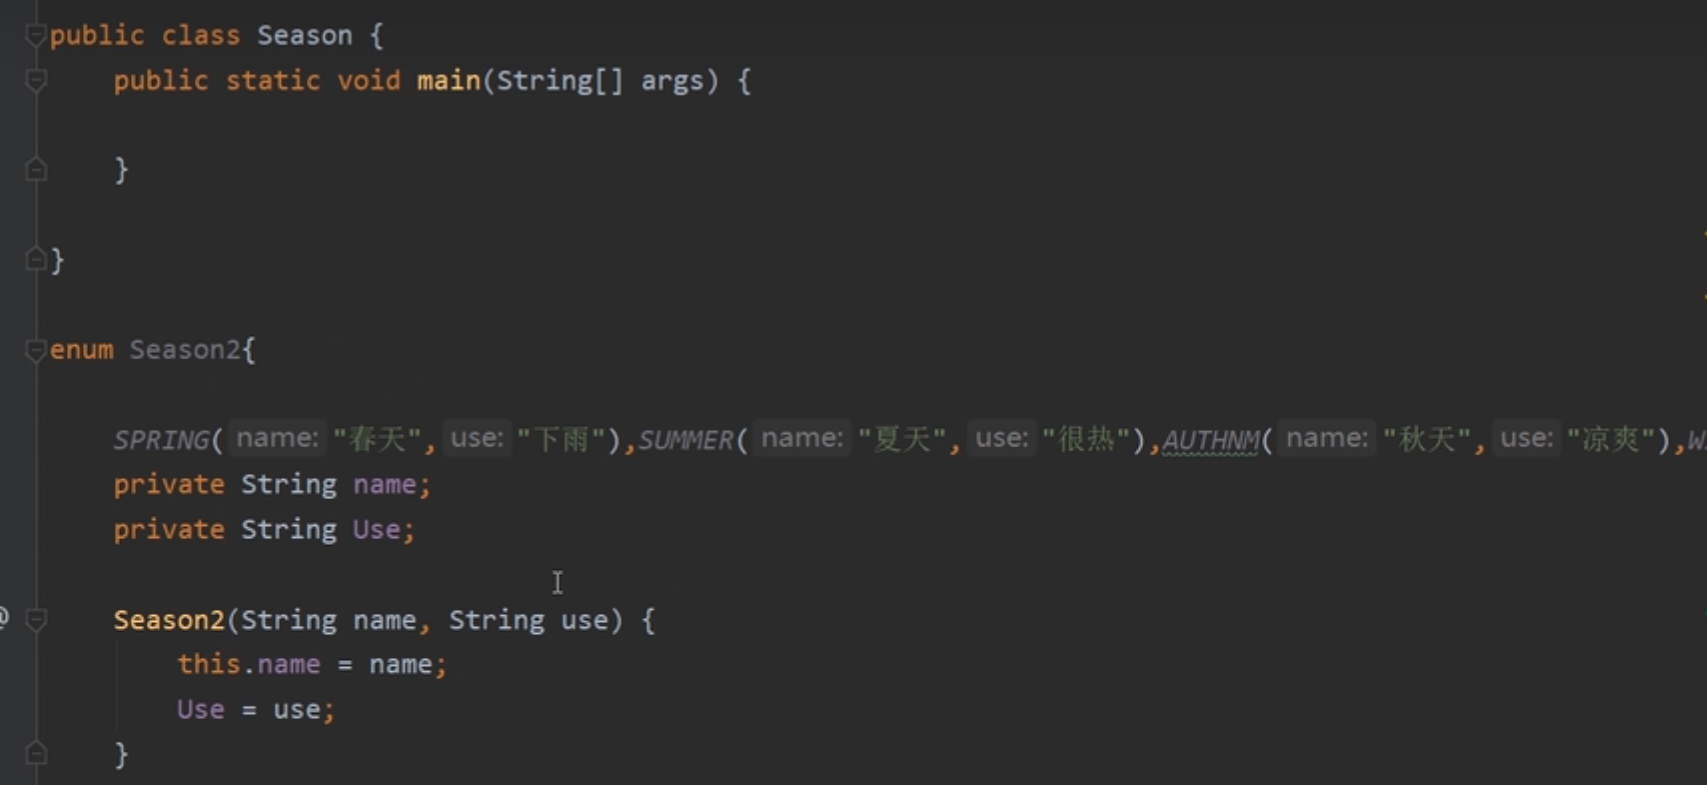 public class Season {
public static void main(String[] args) {
}
}
enum Season2{
SPRING( name: "春天", use: "下雨"),SUMMER( name: "夏天", use: "很热"),AUTHNM( name: "秋天", use: "凉爽"),W
private String name;
private String Use;
Season2(String name, String use) {
this.name = name;
Use = use;
}